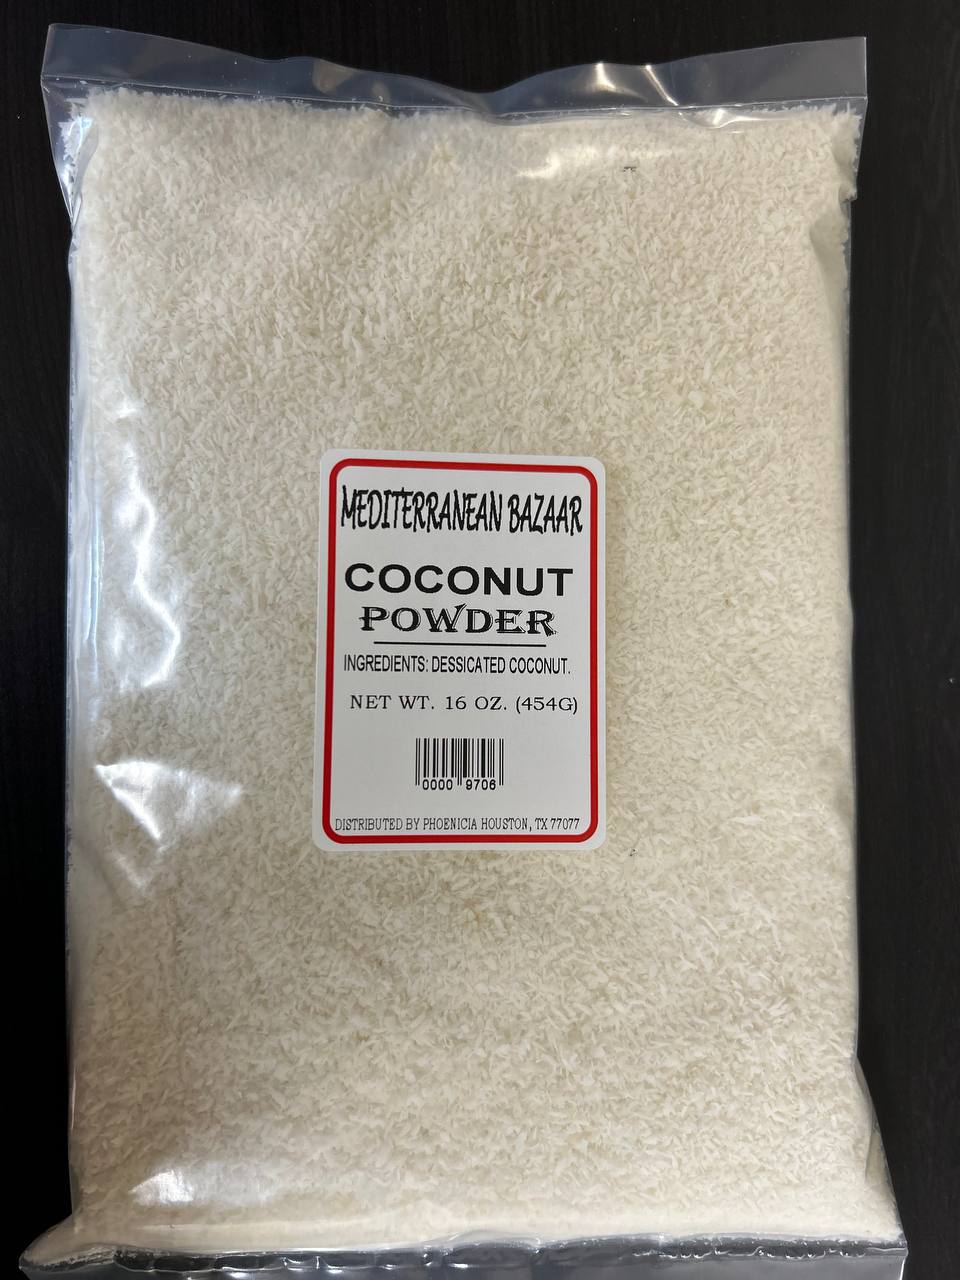 MEDITERRANEAN BAZAAR
COCONUT
POWDER
INGREDIENTS: DESSICATED COCONUT.
NET WT. 16 OZ. (454G)
0000 9706
DISTRIBUTED BY PHOENICIA HOUSTON, TX 77077